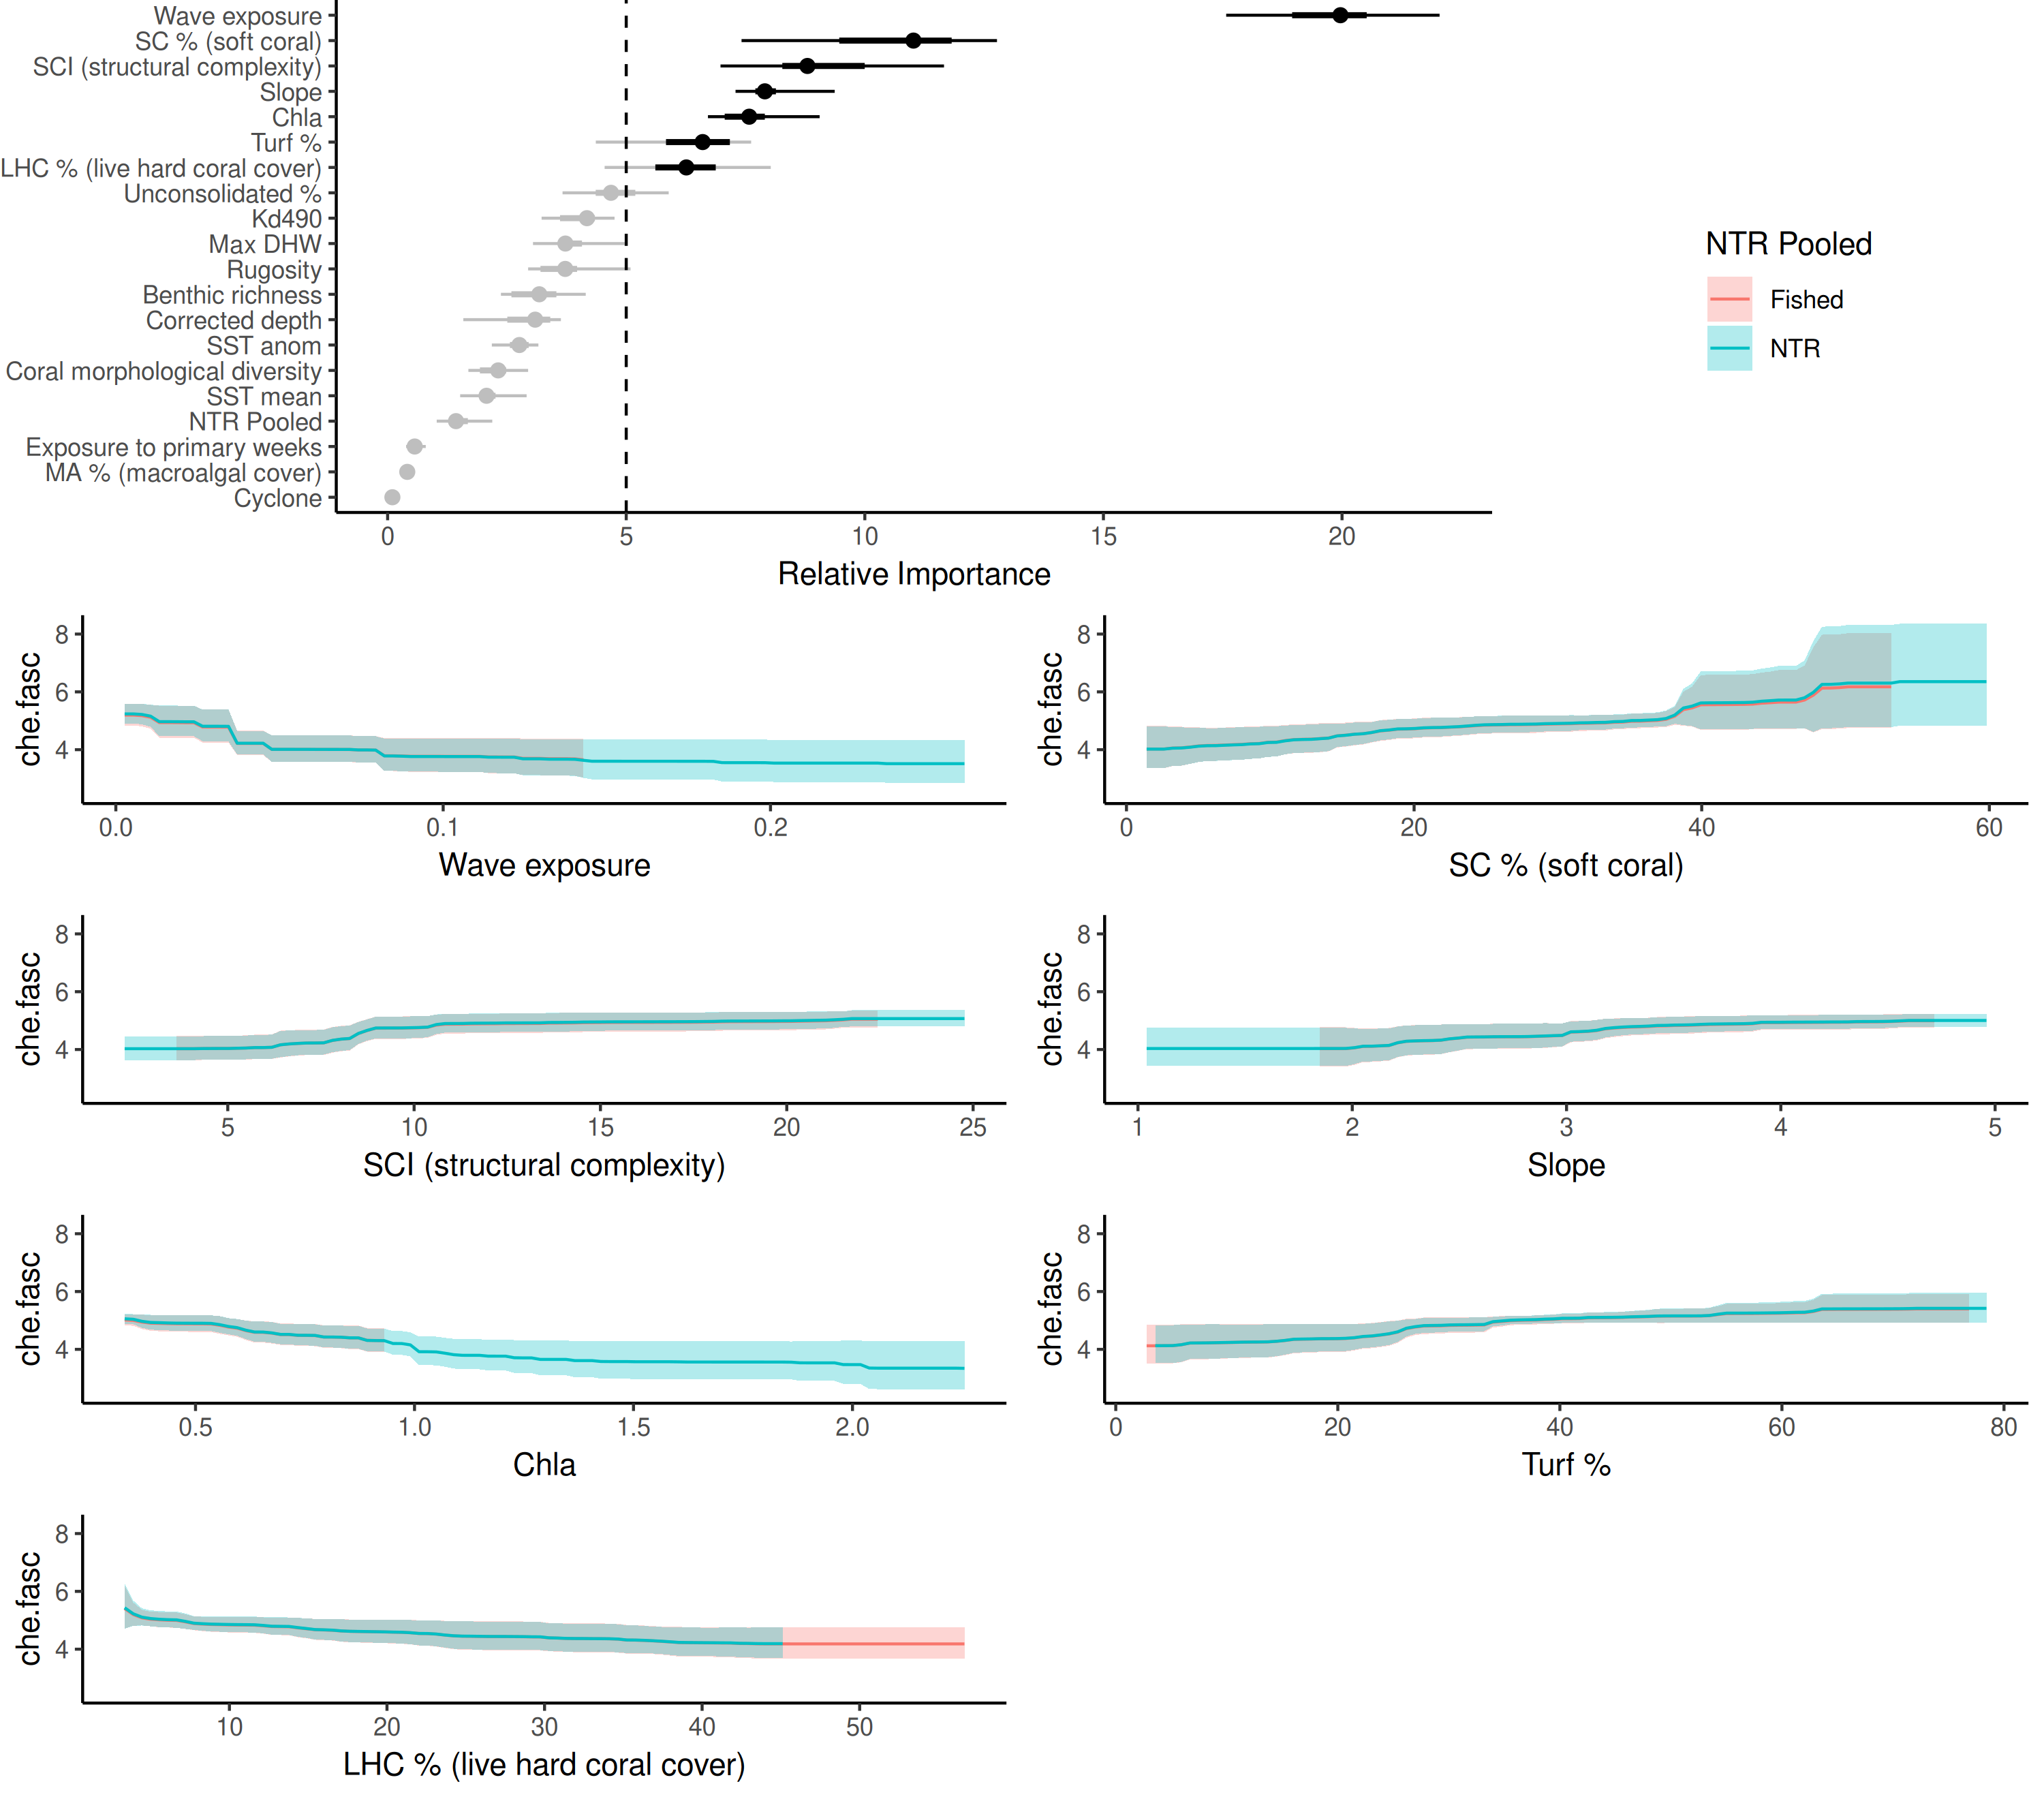 Wave exposure
SC % (soft coral)
SCI (structural complexity)
Slope
Chla
Turf %
LHC % (live hard coral cover)
Unconsolidated %
Kd490
Max DHW
Rugosity
Benthic richness
Corrected depth
SST anom
Coral morphological diversity
SST mean
NTR Pooled
Exposure to primary weeks
MA % (macroalgal cover)
Cyclone
0 5 10 15 20
Relative Importance
NTR Pooled
Fished
NTR
8
6
4
che.fasc
0.0 0.1 0.2
Wave exposure
8
6
4
che.fasc
0 20 40 60
SC % (soft coral)
8
6
4
che.fasc
5 10 15 20 25
SCI (structural complexity)
8
6
4
che.fasc
1 2 3 4 5
Slope
8
6
4
che.fasc
0.5 1.0 1.5 2.0
Chla
8
6
4
che.fasc
0 20 40 60 80
Turf %
8
6
4
che.fasc
10 20 30 40 50
LHC % (live hard coral cover)